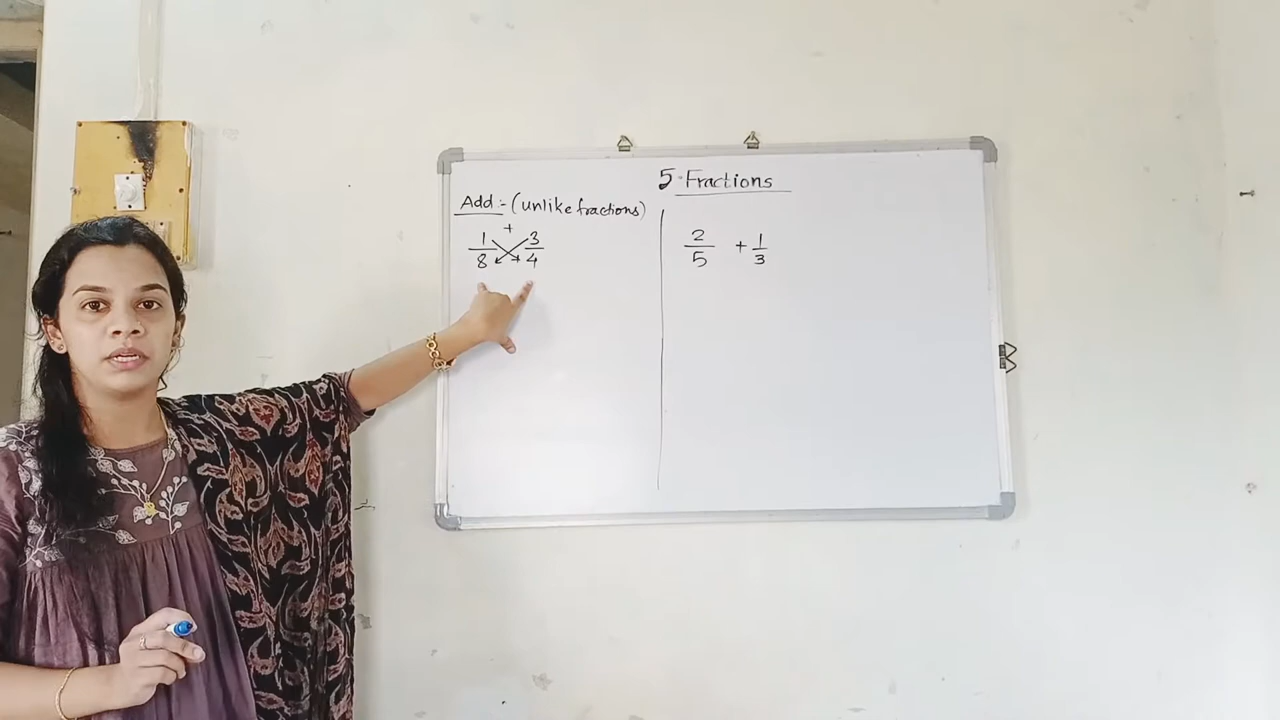 5. Fractions
Add :- (unlike fractions)
1/8 + 3/4
2/5 + 1/3